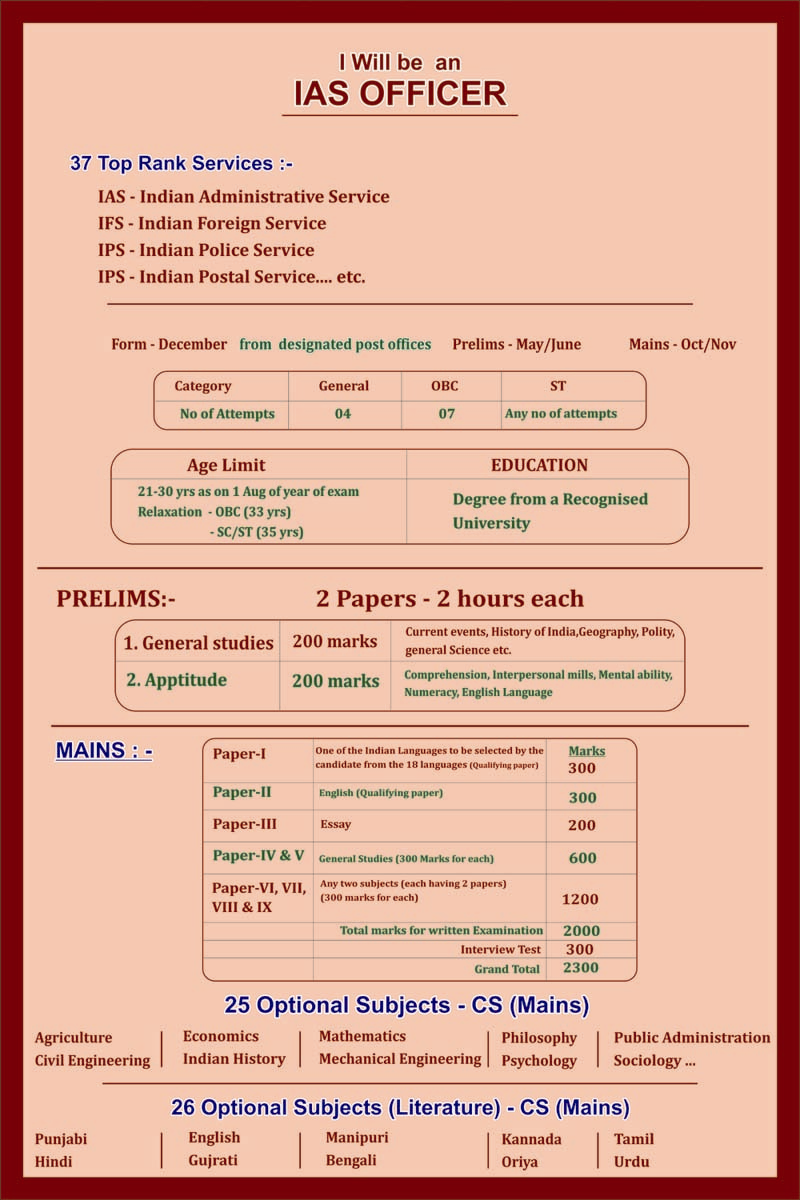 I Will be an
IAS OFFICER
37 Top Rank Services :-
IAS - Indian Administrative Service
IFS - Indian Foreign Service
IPS - Indian Police Service
IPS - Indian Postal Service.... etc.
Form - December from designated post offices Prelims - May/June Mains - Oct/Nov
Category General OBC ST
No of Attempts 04 07 Any no of attempts
Age Limit EDUCATION
21-30 yrs as on 1 Aug of year of exam
Relaxation - OBC (33 yrs)
- SC/ST (35 yrs)
Degree from a Recognised
University
PRELIMS:- 2 Papers - 2 hours each
1. General studies 200 marks Current events, History of India,Geography, Polity,
general Science etc.
2. Apptitude 200 marks Comprehension, Interpersonal mills, Mental ability,
Numeracy, English Language
MAINS : -
Paper-I One of the Indian Languages to be selected by the Marks
candidate from the 18 languages (Qualifying paper) 300
Paper-II English (Qualifying paper) 300
Paper-III Essay 200
Paper-IV & V General Studies (300 Marks for each) 600
Paper-VI, VII, Any two subjects (each having 2 papers)
VIII & IX (300 marks for each) 1200
Total marks for written Examination 2000
Interview Test 300
Grand Total 2300
25 Optional Subjects - CS (Mains)
Agriculture Economics Mathematics Philosophy Public Administration
Civil Engineering Indian History Mechanical Engineering Psychology Sociology ...
26 Optional Subjects (Literature) - CS (Mains)
Punjabi English Manipuri Kannada Tamil
Hindi Gujrati Bengali Oriya Urdu